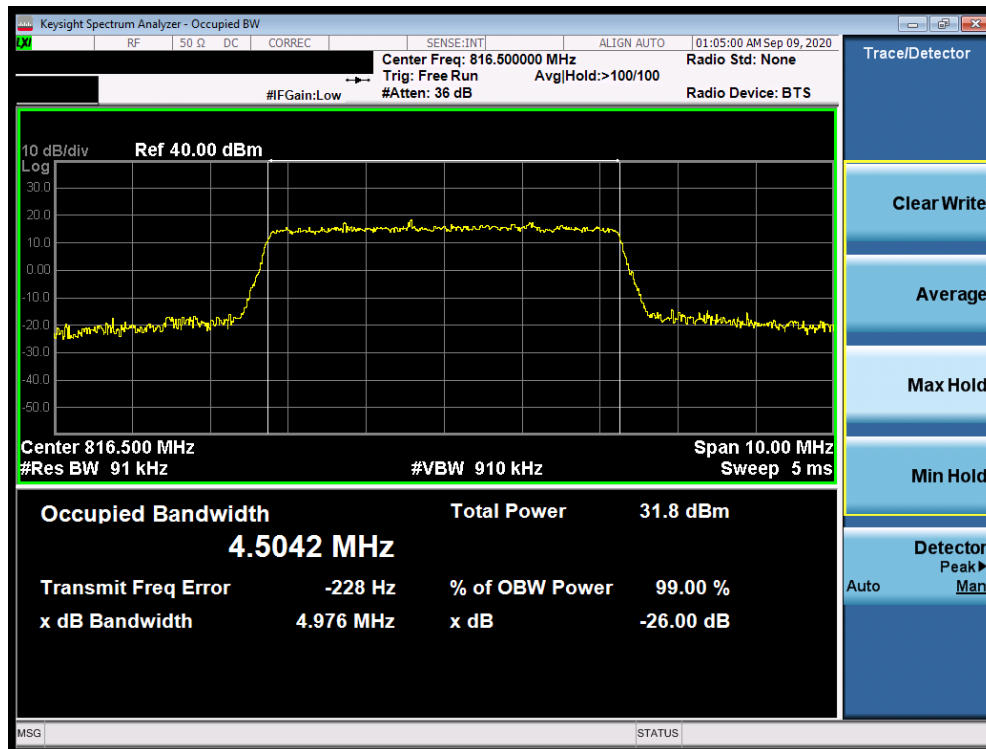 Keysight Spectrum Analyzer - Occupied BW
LXI RF 50 Ω DC CORREC SENSE:INT ALIGN AUTO 01:05:00 AM Sep 09, 2020
Center Freq: 816.500000 MHz Radio Std: None
Trig: Free Run Avg|Hold:>100/100
#IFGain:Low #Atten: 36 dB Radio Device: BTS
Trace/Detector
10 dB/div Ref 40.00 dBm
Log
30.0
20.0
10.0
0.00
-10.0
-20.0
-30.0
-40.0
-50.0
Center 816.500 MHz Span 10.00 MHz
#Res BW 91 kHz #VBW 910 kHz Sweep 5 ms
Occupied Bandwidth Total Power 31.8 dBm
4.5042 MHz
Transmit Freq Error -228 Hz % of OBW Power 99.00 %
x dB Bandwidth 4.976 MHz x dB -26.00 dB
Clear Write
Average
Max Hold
Min Hold
Detector
Peak▶
Auto Man
MSG STATUS